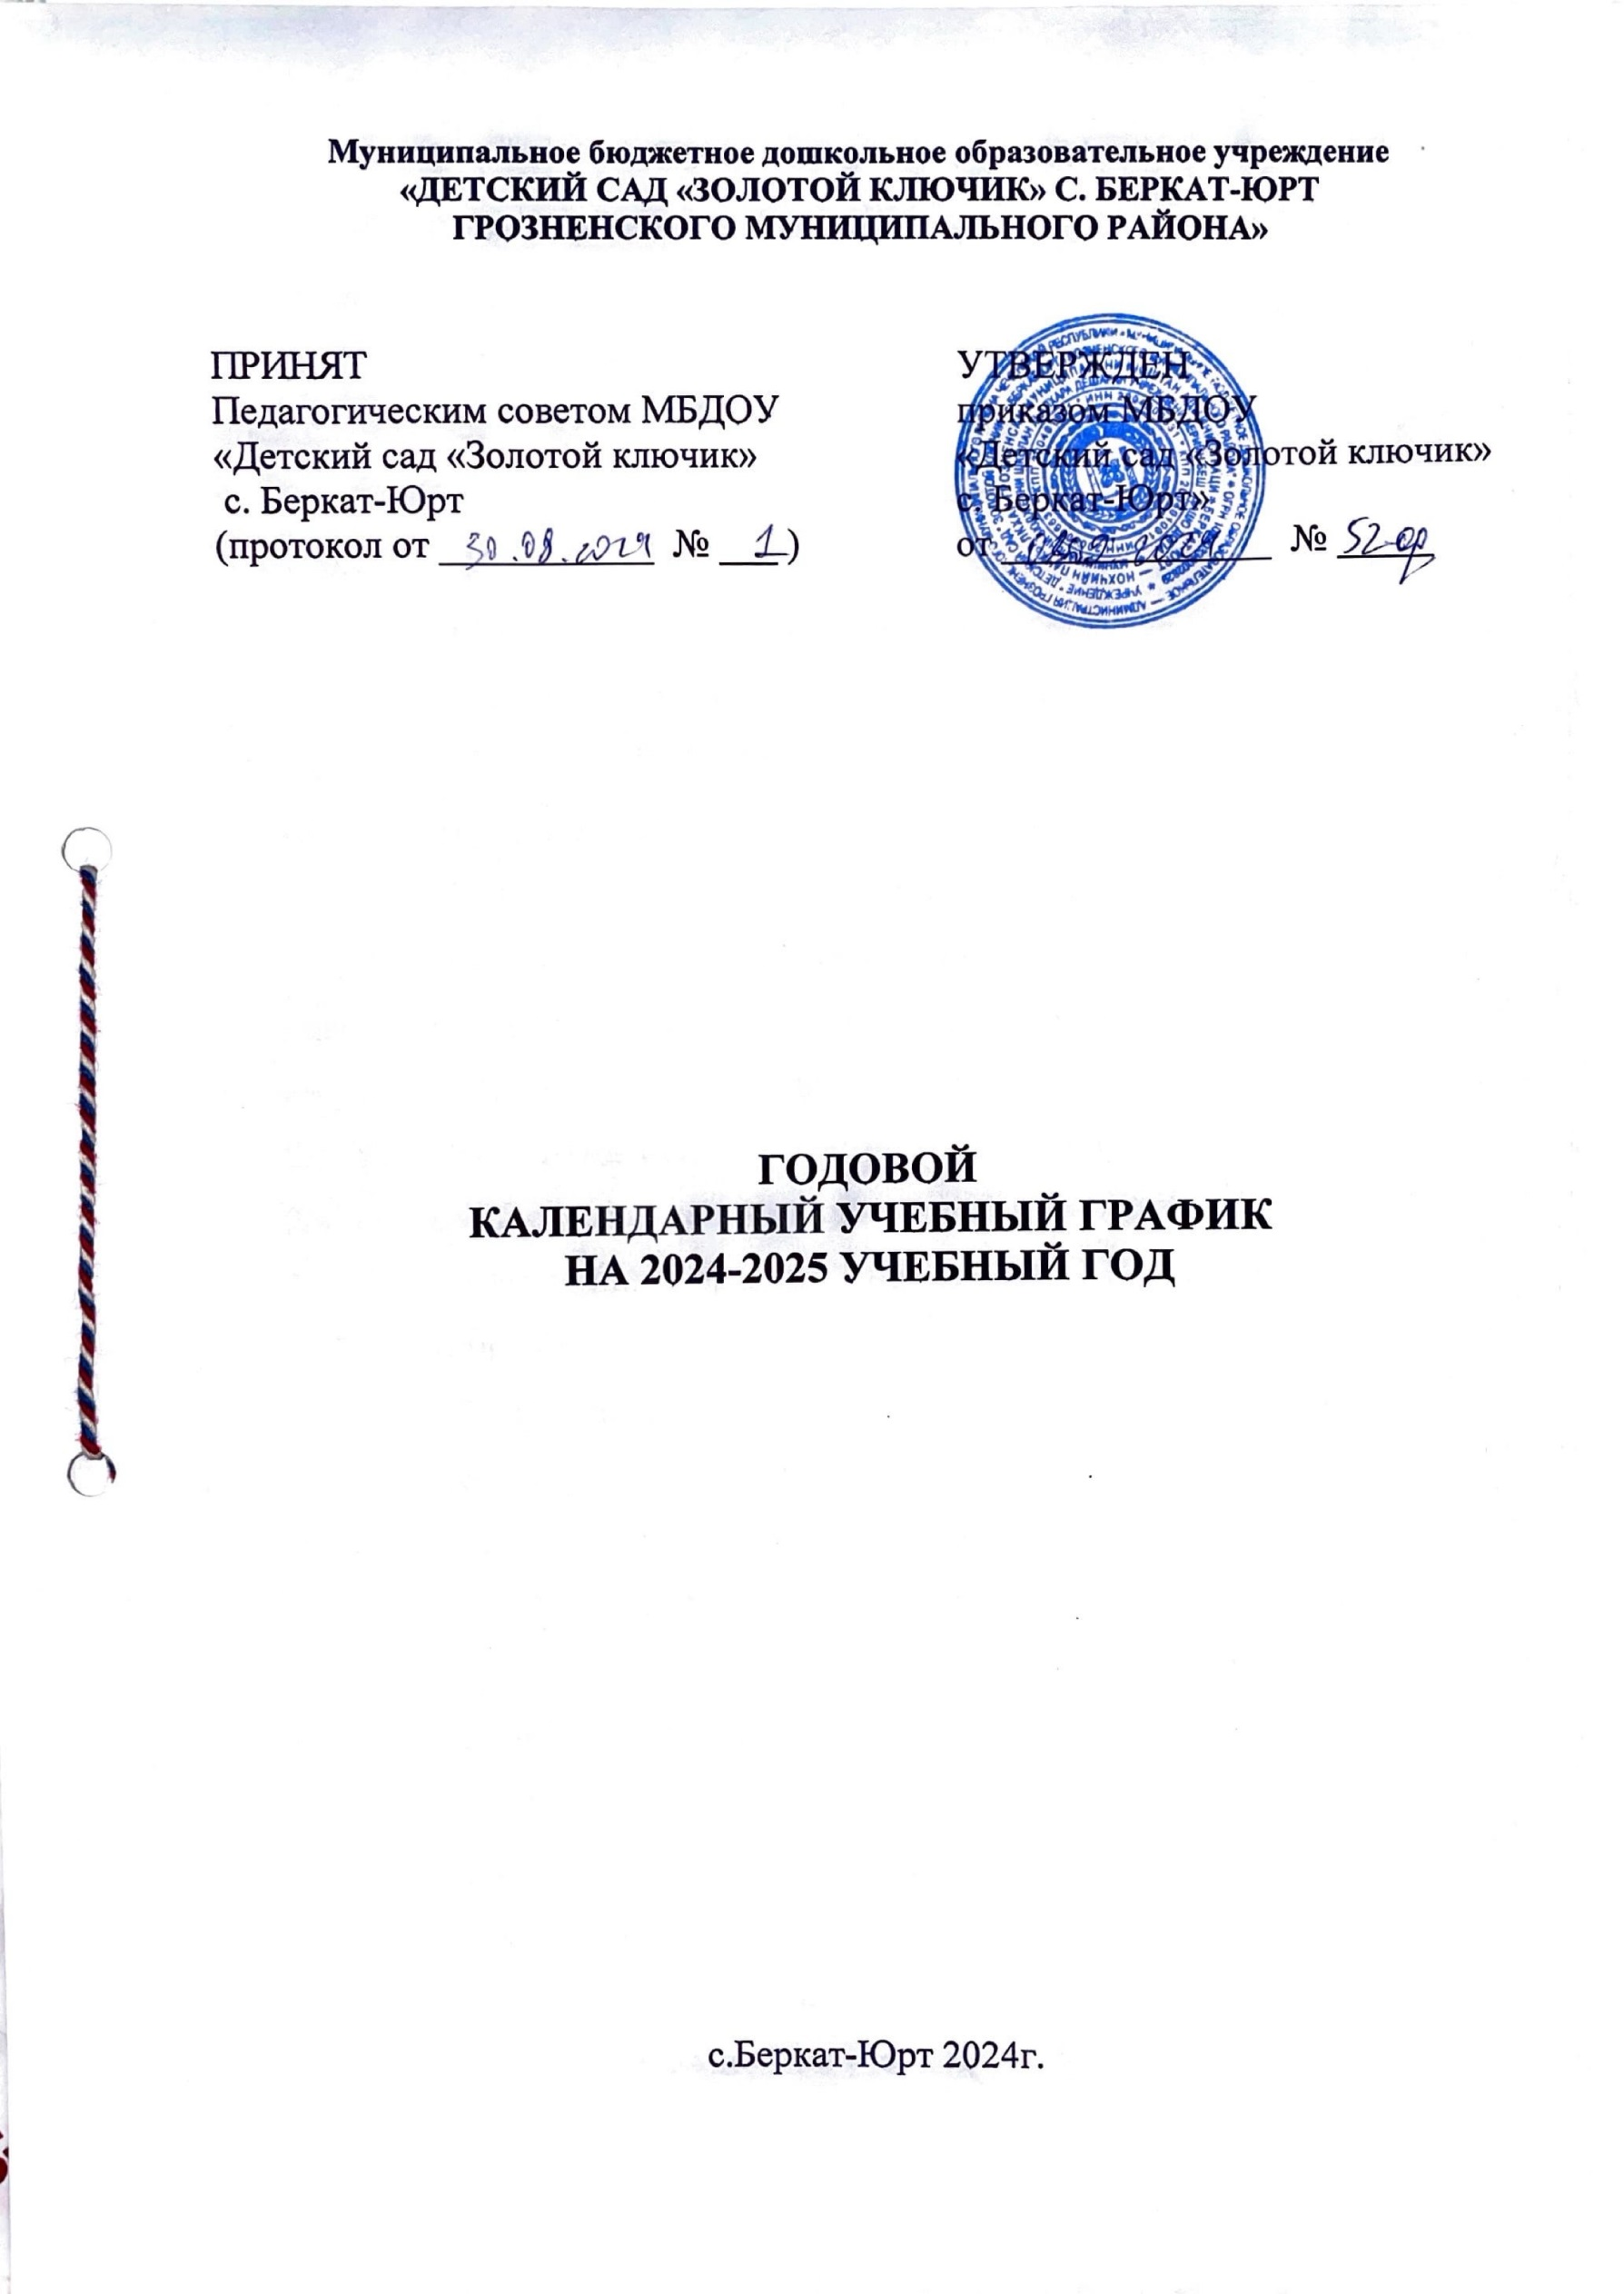 Муниципальное бюджетное дошкольное образовательное учреждение
«ДЕТСКИЙ САД «ЗОЛОТОЙ КЛЮЧИК» С. БЕРКАТ-ЮРТ
ГРОЗНЕНСКОГО МУНИЦИПАЛЬНОГО РАЙОНА»
ПРИНЯТ
Педагогическим советом МБДОУ
«Детский сад «Золотой ключик»
с. Беркат-Юрт
(протокол от 30.08.2024 № 1)
УТВЕРЖДЕН
приказом МБДОУ
«Детский сад «Золотой ключик»
с. Беркат-Юрт»
от № 52-ор
ГОДОВОЙ
КАЛЕНДАРНЫЙ УЧЕБНЫЙ ГРАФИК
НА 2024-2025 УЧЕБНЫЙ ГОД
с.Беркат-Юрт 2024г.